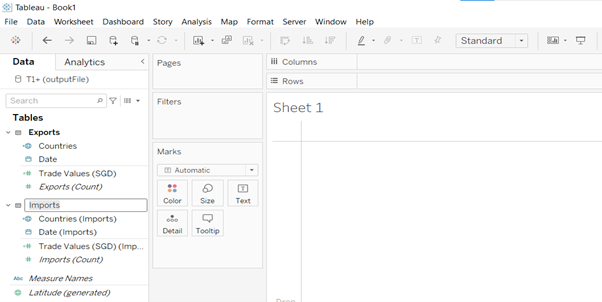 Tableau - Book1
File Data Worksheet Dashboard Story Analysis Map Format Server Window Help
Standard
Data Analytics
T1+ (outputFile)
Search
Tables
Exports
Countries
Date
Trade Values (SGD)
Exports (Count)
Imports
Countries (Imports)
Date (Imports)
Trade Values (SGD) (Imp...
Imports (Count)
Abc Measure Names
Latitude (generated)
Pages
Filters
Marks
Automatic
Color Size Text
Detail Tooltip
Columns
Rows
Sheet 1